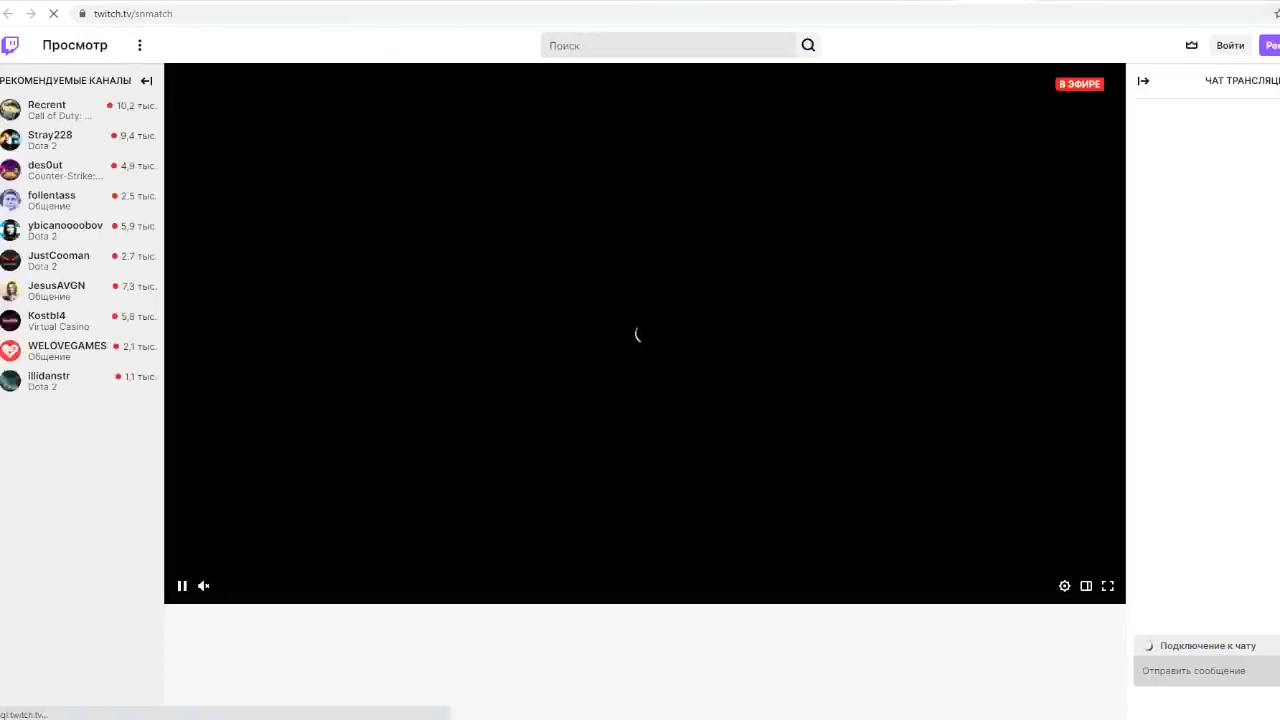 twitch.tv/snmatch
Просмотр
Поиск
Войти
РЕКОМЕНДУЕМЫЕ КАНАЛЫ
В ЭФИРЕ
Recrent
10,2 тыс.
Call of Duty: ...
Stray228
9,4 тыс.
Dota 2
des0ut
4,9 тыс.
Counter-Strike:...
follentass
2,5 тыс.
Общение
ybicanoooobov
5,9 тыс.
Dota 2
JustCooman
2,7 тыс.
Dota 2
JesusAVGN
7,3 тыс.
Общение
Kostbl4
5,8 тыс.
Virtual Casino
WELOVEGAMES
2,1 тыс.
Общение
illidanstr
1,1 тыс.
Dota 2
Подключение к чату
Отправить сообщение